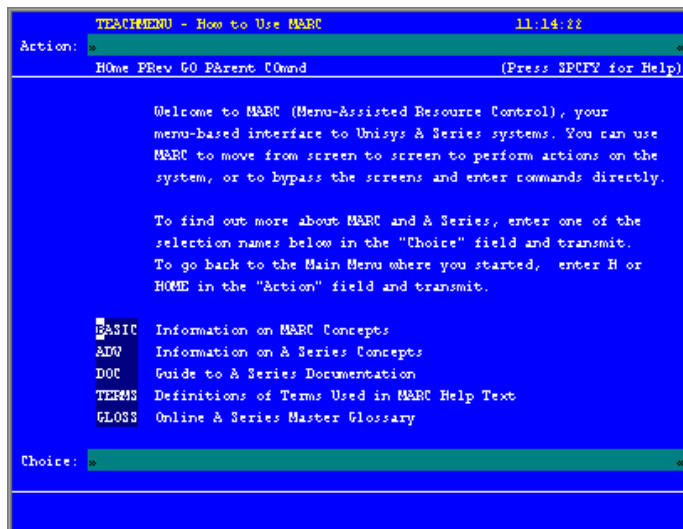 TEACHMENU - How to Use MARC 11:14:22
Action: »«
HOme PRev GO PArent COmnd (Press SPCFY for Help)
Welcome to MARC (Menu-Assisted Resource Control), your
menu-based interface to Unisys A Series systems. You can use
MARC to move from screen to screen to perform actions on the
system, or to bypass the screens and enter commands directly.
To find out more about MARC and A Series, enter one of the
selection names below in the "Choice" field and transmit.
To go back to the Main Menu where you started, enter H or
HOME in the "Action" field and transmit.
BASIC Information on MARC Concepts
ADV Information on A Series Concepts
DOC Guide to A Series Documentation
TERMS Definitions of Terms Used in MARC Help Text
GLOSS Online A Series Master Glossary
Choice: »«